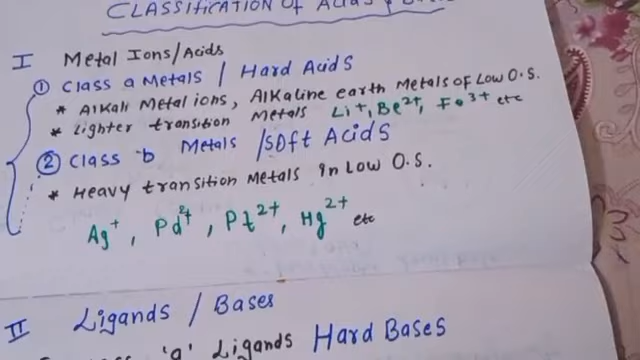 CLASSIFICATION of Acids & Bases
I Metal Ions/Acids
① Class a Metals / Hard Acids
* Alkali Metal ions, Alkaline earth Metals of Low O.S.
* Lighter transition Metals Li+, Be2+, Fe3+ etc
② Class b Metals /Soft Acids
* Heavy transition Metals in Low O.S.
Ag+, Pd2+, Pt2+, Hg2+ etc
II Ligands / Bases
'a' Ligands Hard Bases